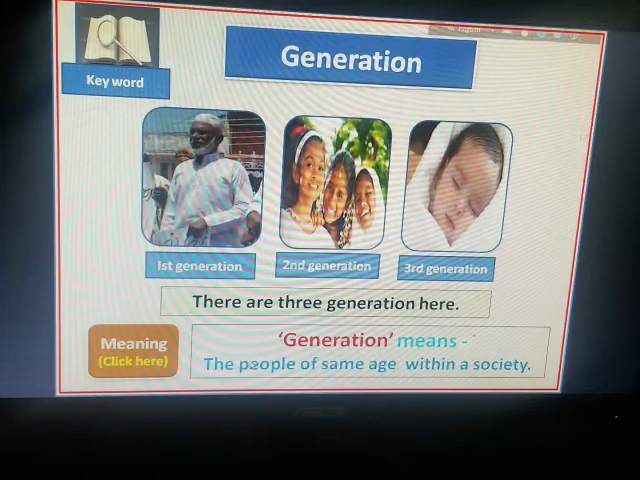 Generation
Key word
1st generation
2nd generation
3rd generation
There are three generation here.
Meaning
(Click here)
'Generation' means -
The people of same age within a society.